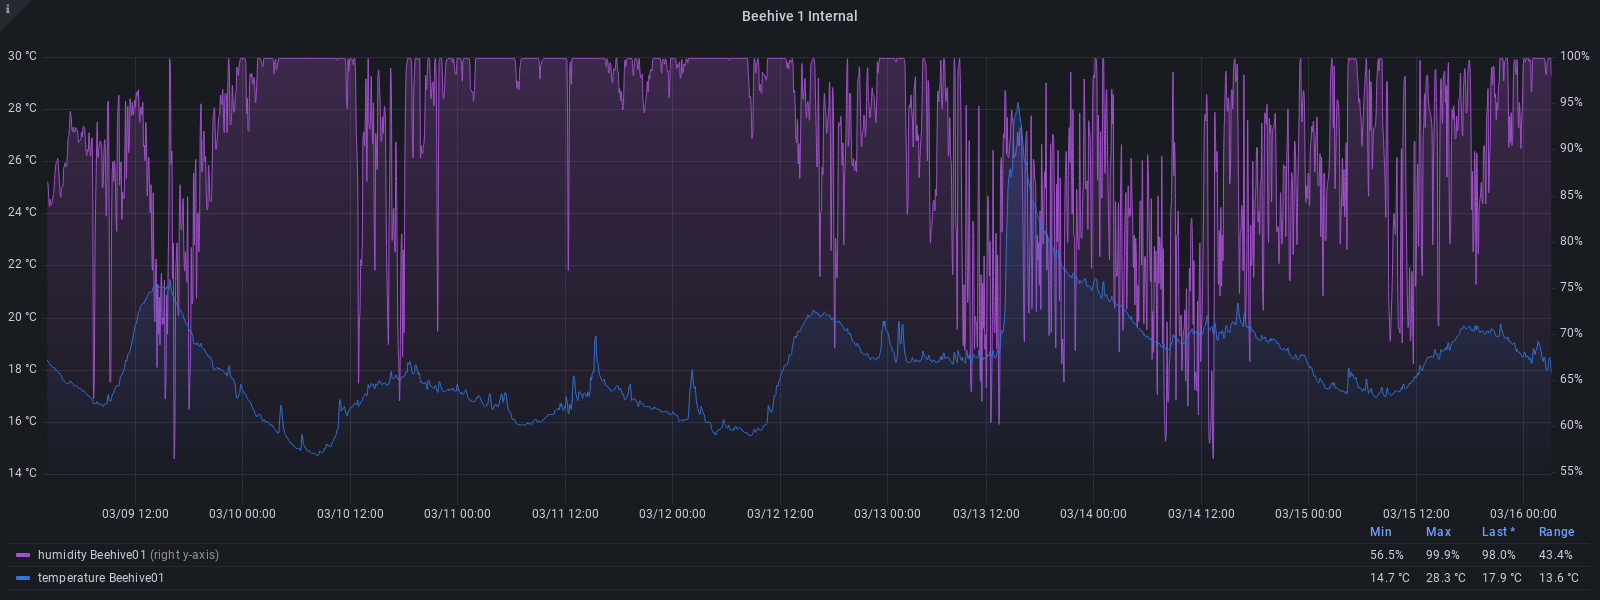 i
Beehive 1 Internal
30 °C 100%
28 °C 95%
26 °C 90%
24 °C 85%
22 °C 80%
20 °C 75%
18 °C 70%
16 °C 65%
14 °C 60%
55%
03/09 12:00 03/10 00:00 03/10 12:00 03/11 00:00 03/11 12:00 03/12 00:00 03/12 12:00 03/13 00:00 03/13 12:00 03/14 00:00 03/14 12:00 03/15 00:00 03/15 12:00 03/16 00:00
Min Max Last * Range
humidity Beehive01 (right y-axis) 56.5% 99.9% 98.0% 43.4%
temperature Beehive01 14.7 °C 28.3 °C 17.9 °C 13.6 °C